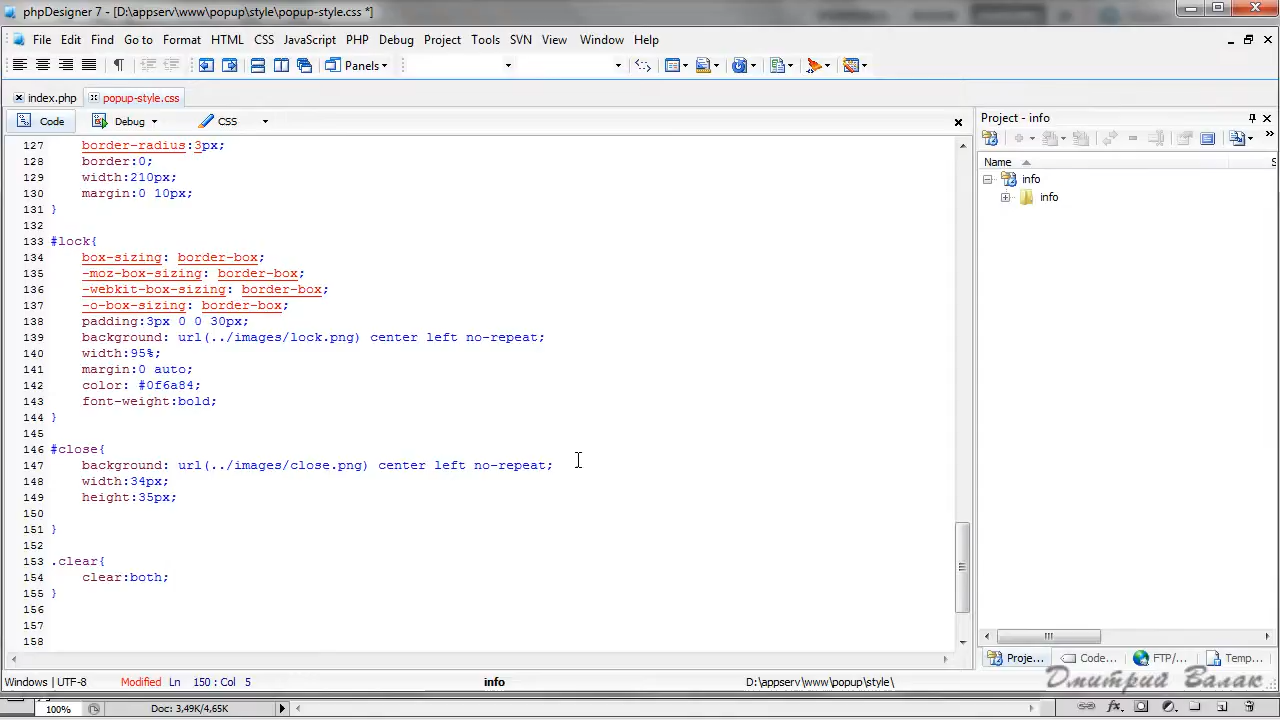 phpDesigner 7 - [D:\appserv\www\popup\style\popup-style.css *]
File Edit Find Go to Format HTML CSS JavaScript PHP Debug Project Tools SVN View Window Help
Panels
index.php popup-style.css
Code Debug CSS
127 border-radius:3px;
128 border:0;
129 width:210px;
130 margin:0 10px;
131 }
132
133 #lock{
134 box-sizing: border-box;
135 -moz-box-sizing: border-box;
136 -webkit-box-sizing: border-box;
137 -o-box-sizing: border-box;
138 padding:3px 0 0 30px;
139 background: url(../images/lock.png) center left no-repeat;
140 width:95%;
141 margin:0 auto;
142 color: #0f6a84;
143 font-weight:bold;
144 }
145
146 #close{
147 background: url(../images/close.png) center left no-repeat;
148 width:34px;
149 height:35px;
150
151 }
152
153 .clear{
154 clear:both;
155 }
156
157
158
Project - info
Name S
info
info
Proje... Code... FTP/... Temp...
Windows | UTF-8 Modified Ln 150 : Col 5 info D:\appserv\www\popup\style\
Дмитрий Валак
100% Doc: 3,49K/4,65K